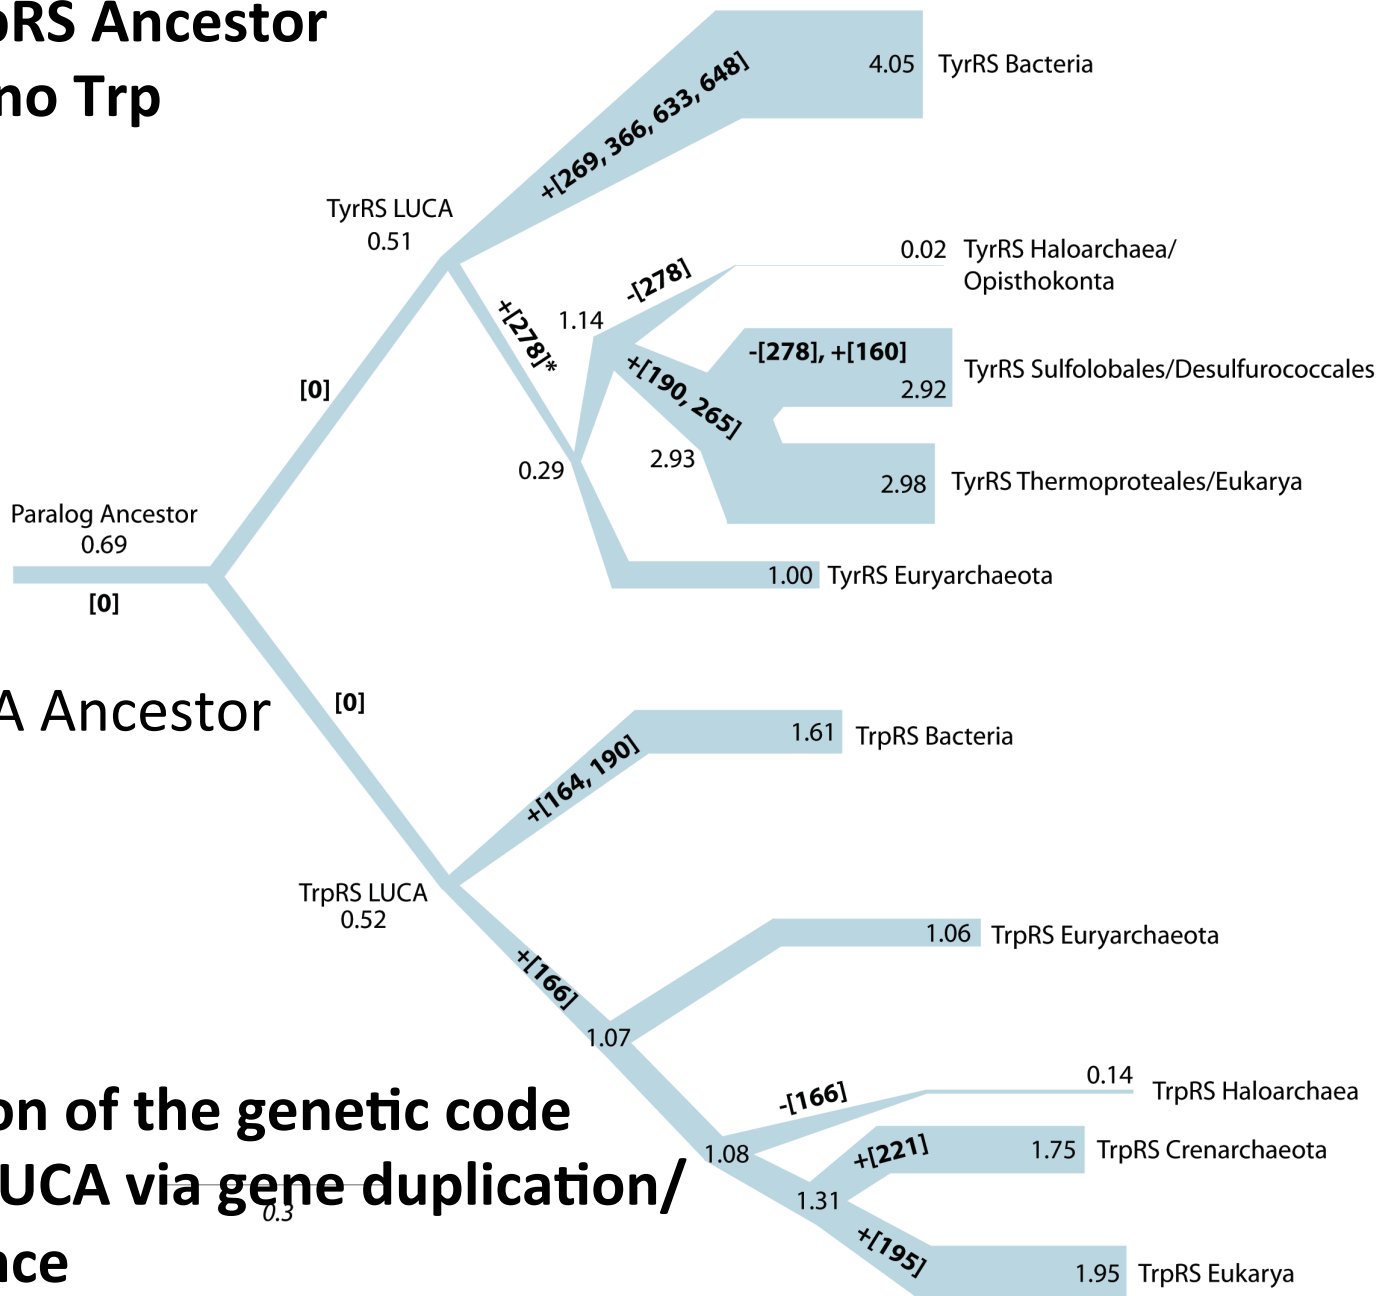 pRS Ancestor
no Trp
4.05 TyrRS Bacteria
+[269, 366, 633, 648]
TyrRS LUCA
0.51
0.02 TyrRS Haloarchaea/
Opisthokonta
-[278]
+[278]*
1.14
-[278], +[160]
2.92 TyrRS Sulfolobales/Desulfurococcales
+[190, 265]
[0]
0.29
2.93
2.98 TyrRS Thermoproteales/Eukarya
Paralog Ancestor
0.69
[0]
1.00 TyrRS Euryarchaeota
[0]
A Ancestor
1.61 TrpRS Bacteria
+[164, 190]
TrpRS LUCA
0.52
1.06 TrpRS Euryarchaeota
+[166]
1.07
0.14 TrpRS Haloarchaea
-[166]
on of the genetic code
1.08
+[221]
1.75 TrpRS Crenarchaeota
UCA via gene duplication/
0.3
1.31
+[195]
nce
1.95 TrpRS Eukarya